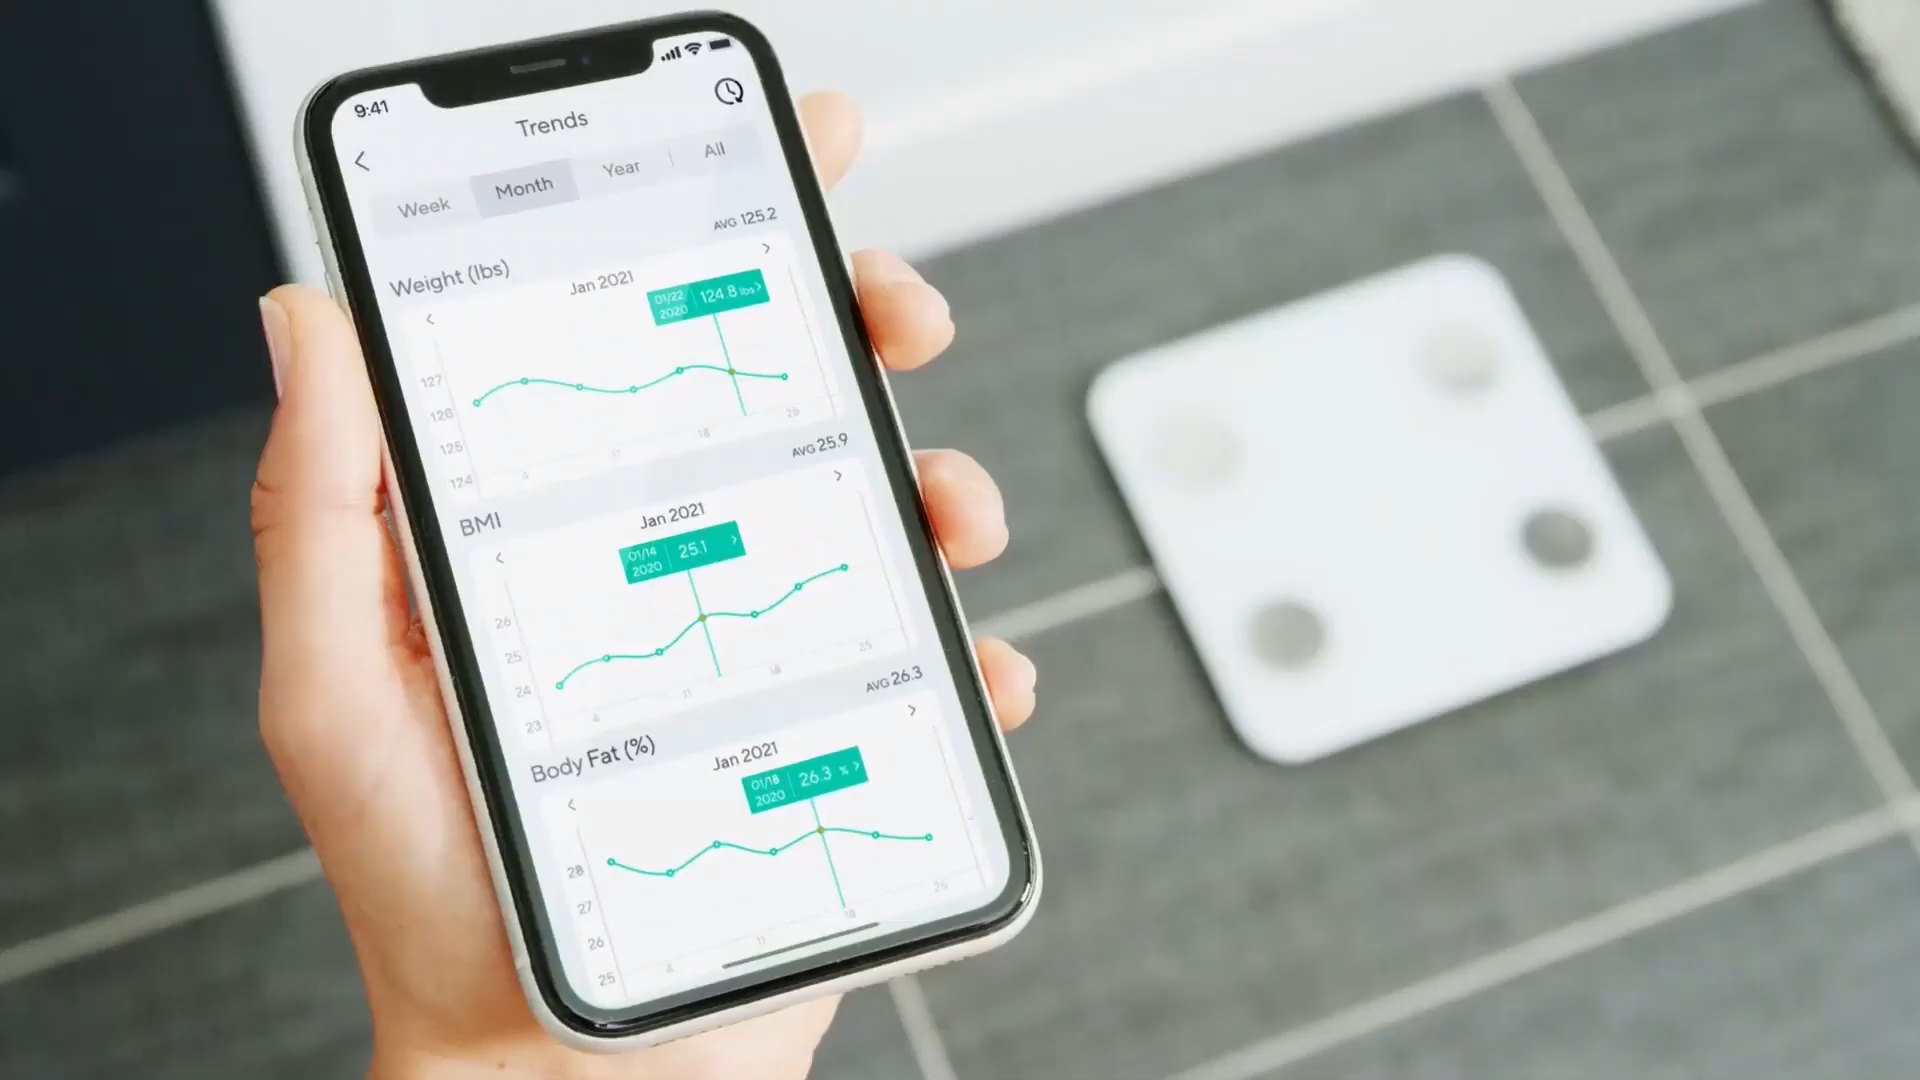 9:41
Trends
Week Month Year All
AVG 125.2
Weight (lbs)
Jan 2021
01/22
2020
124.8 lbs
127
126
125
124
4 11 18 25
AVG 25.9
BMI
Jan 2021
01/14
2020
25.1
26
25
24
23
4 11 18 25
AVG 26.3
Body Fat (%)
Jan 2021
01/18
2020
26.3 %
28
27
26
25
4 11 18 25